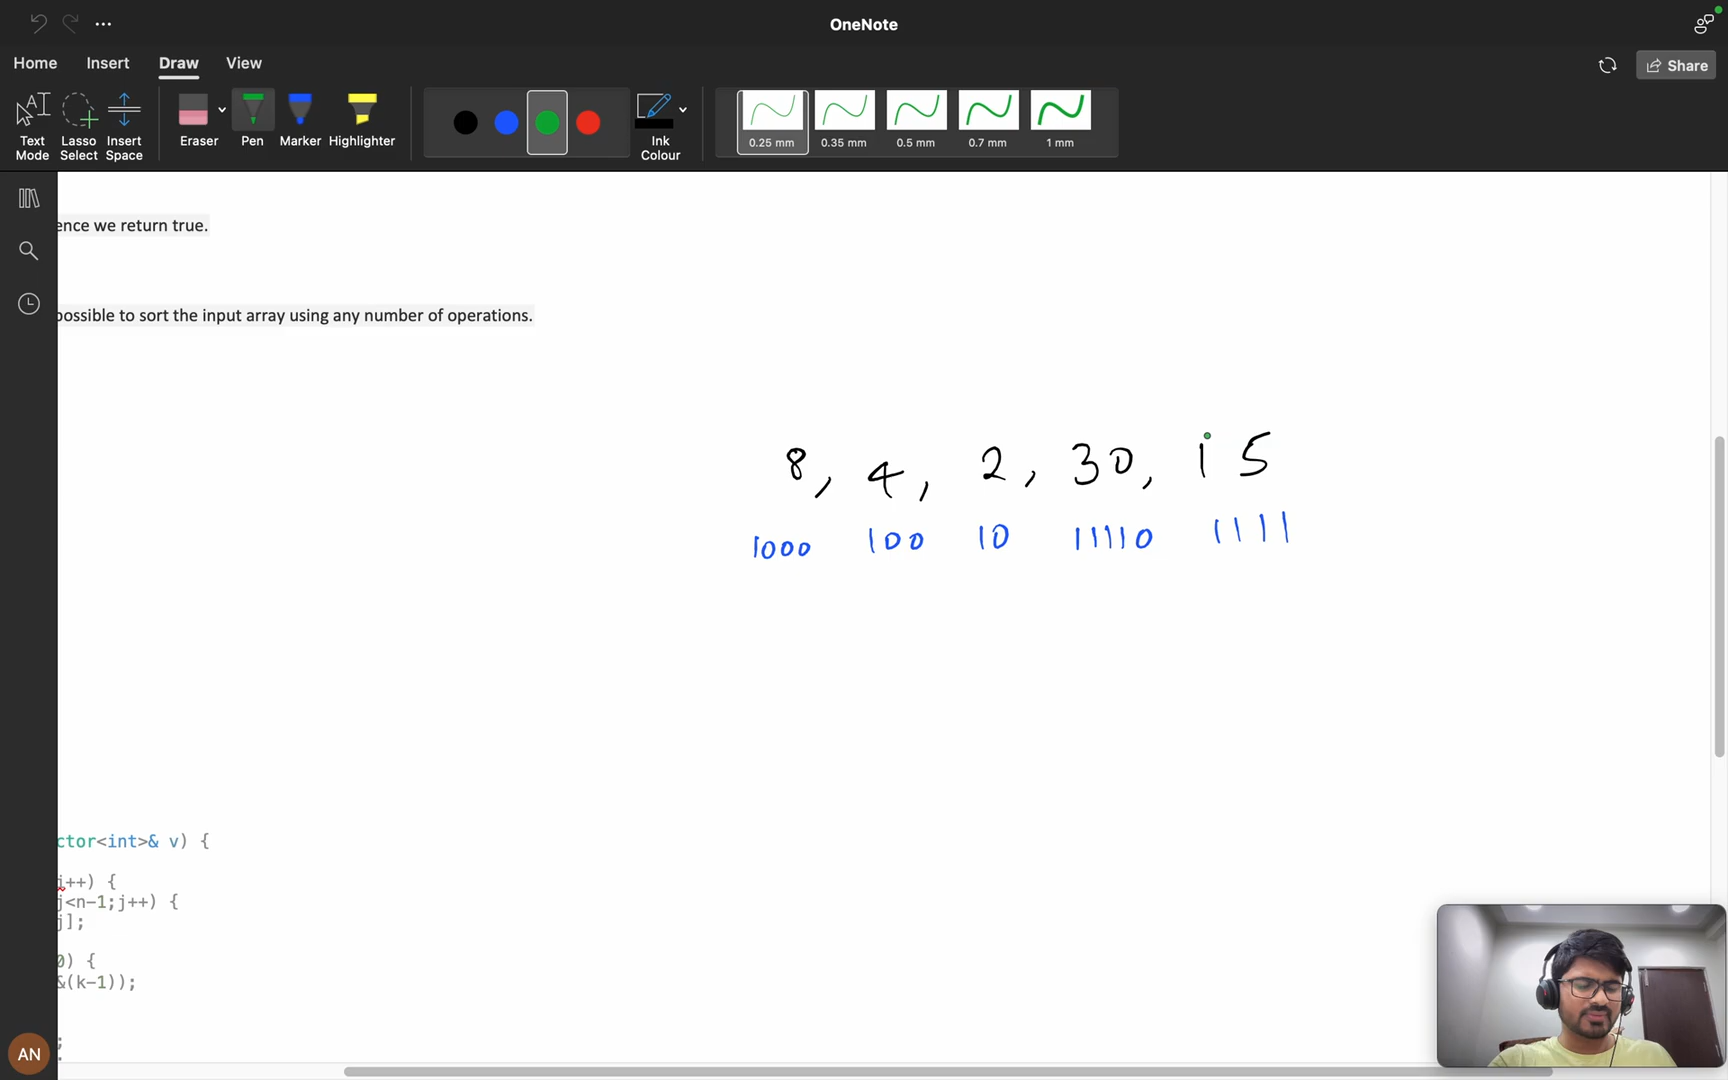 OneNote
Home Insert Draw View Share
Text Mode Lasso Select Insert Space Eraser Pen Marker Highlighter Ink Colour 0.25 mm 0.35 mm 0.5 mm 0.7 mm 1 mm
ence we return true.
possible to sort the input array using any number of operations.
8, 4, 2, 30, 15
1000 100 10 11110 1111
ctor<int>& v) {
i++) {
j<n-1;j++) {
j];
0) {
&(k-1));
;
AN